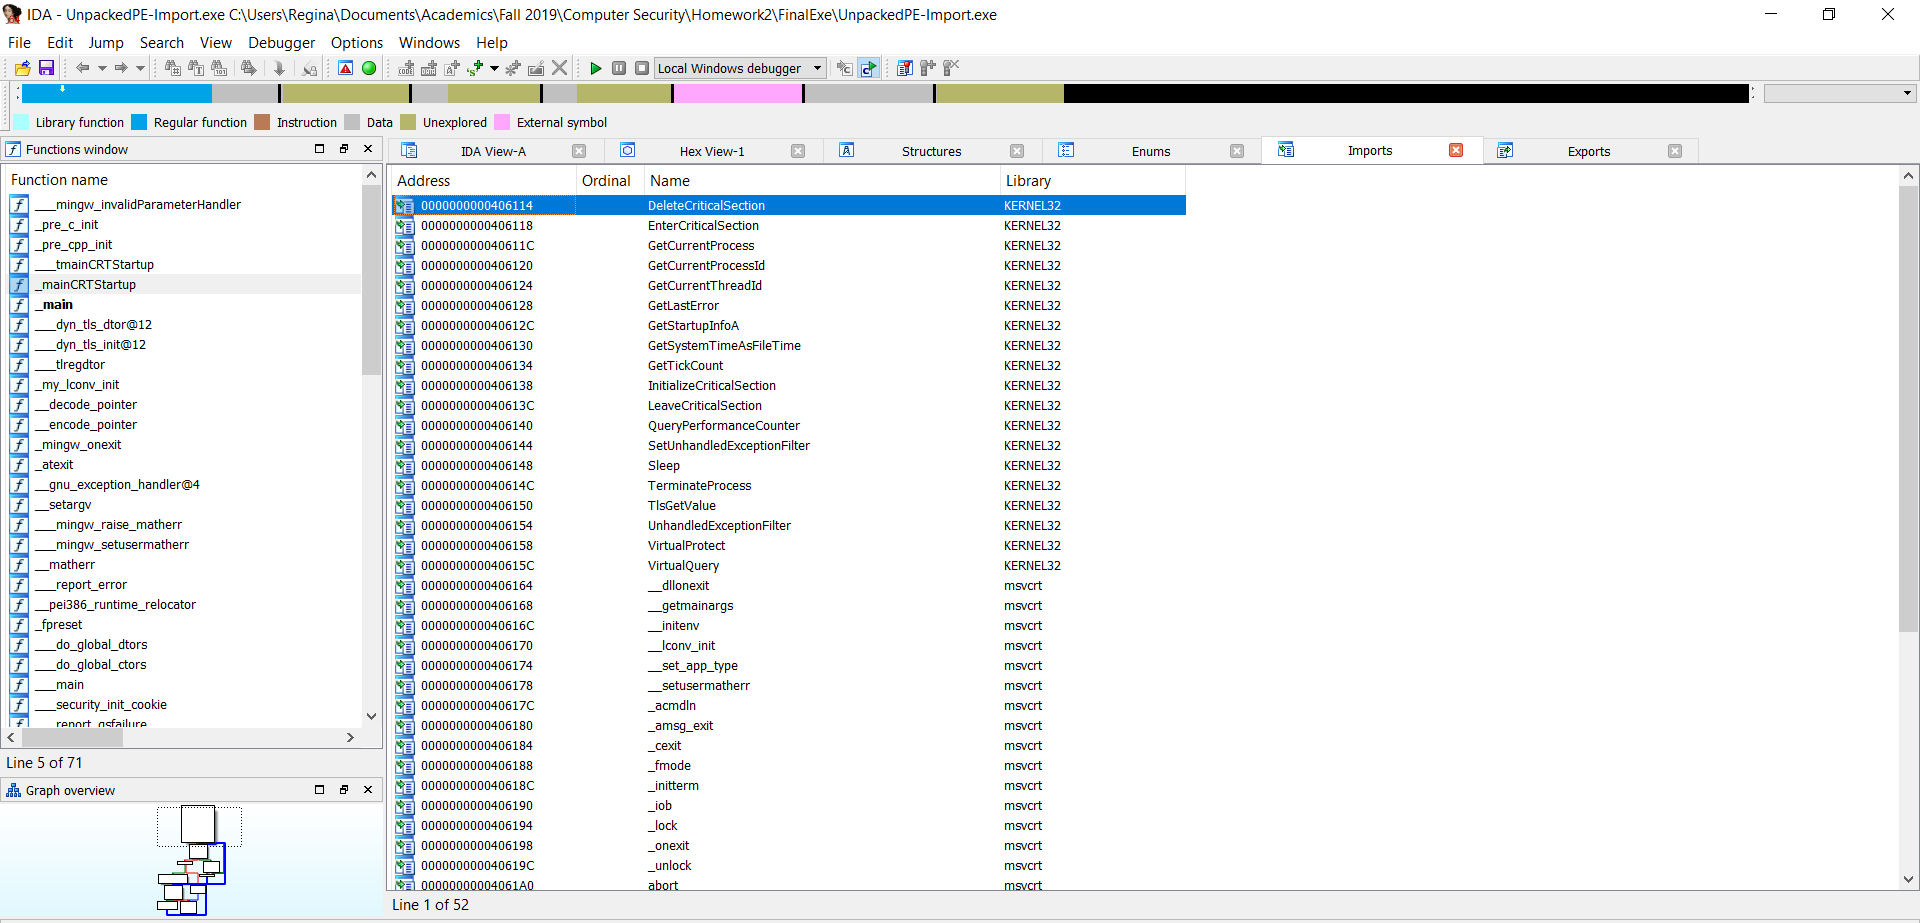 IDA - UnpackedPE-Import.exe C:\Users\Regina\Documents\Academics\Fall 2019\Computer Security\Homework2\FinalExe\UnpackedPE-Import.exe
File Edit Jump Search View Debugger Options Windows Help
Local Windows debugger
Library function Regular function Instruction Data Unexplored External symbol
Functions window
IDA View-A Hex View-1 Structures Enums Imports Exports
Function name
___mingw_invalidParameterHandler
_pre_c_init
_pre_cpp_init
___tmainCRTStartup
_mainCRTStartup
_main
___dyn_tls_dtor@12
___dyn_tls_init@12
___tlregdtor
_my_lconv_init
__decode_pointer
__encode_pointer
_mingw_onexit
_atexit
__gnu_exception_handler@4
__setargv
___mingw_raise_matherr
___mingw_setusermatherr
__matherr
___report_error
__pei386_runtime_relocator
_fpreset
___do_global_dtors
___do_global_ctors
___main
___security_init_cookie
___report_gsfailure
Line 5 of 71
Graph overview
Address Ordinal Name Library
0000000000406114 DeleteCriticalSection KERNEL32
0000000000406118 EnterCriticalSection KERNEL32
000000000040611C GetCurrentProcess KERNEL32
0000000000406120 GetCurrentProcessId KERNEL32
0000000000406124 GetCurrentThreadId KERNEL32
0000000000406128 GetLastError KERNEL32
000000000040612C GetStartupInfoA KERNEL32
0000000000406130 GetSystemTimeAsFileTime KERNEL32
0000000000406134 GetTickCount KERNEL32
0000000000406138 InitializeCriticalSection KERNEL32
000000000040613C LeaveCriticalSection KERNEL32
0000000000406140 QueryPerformanceCounter KERNEL32
0000000000406144 SetUnhandledExceptionFilter KERNEL32
0000000000406148 Sleep KERNEL32
000000000040614C TerminateProcess KERNEL32
0000000000406150 TlsGetValue KERNEL32
0000000000406154 UnhandledExceptionFilter KERNEL32
0000000000406158 VirtualProtect KERNEL32
000000000040615C VirtualQuery KERNEL32
0000000000406164 __dllonexit msvcrt
0000000000406168 __getmainargs msvcrt
000000000040616C __initenv msvcrt
0000000000406170 __lconv_init msvcrt
0000000000406174 __set_app_type msvcrt
0000000000406178 __setusermatherr msvcrt
000000000040617C _acmdln msvcrt
0000000000406180 _amsg_exit msvcrt
0000000000406184 _cexit msvcrt
0000000000406188 _fmode msvcrt
000000000040618C _initterm msvcrt
0000000000406190 _iob msvcrt
0000000000406194 _lock msvcrt
0000000000406198 _onexit msvcrt
000000000040619C _unlock msvcrt
00000000004061A0 abort msvcrt
Line 1 of 52